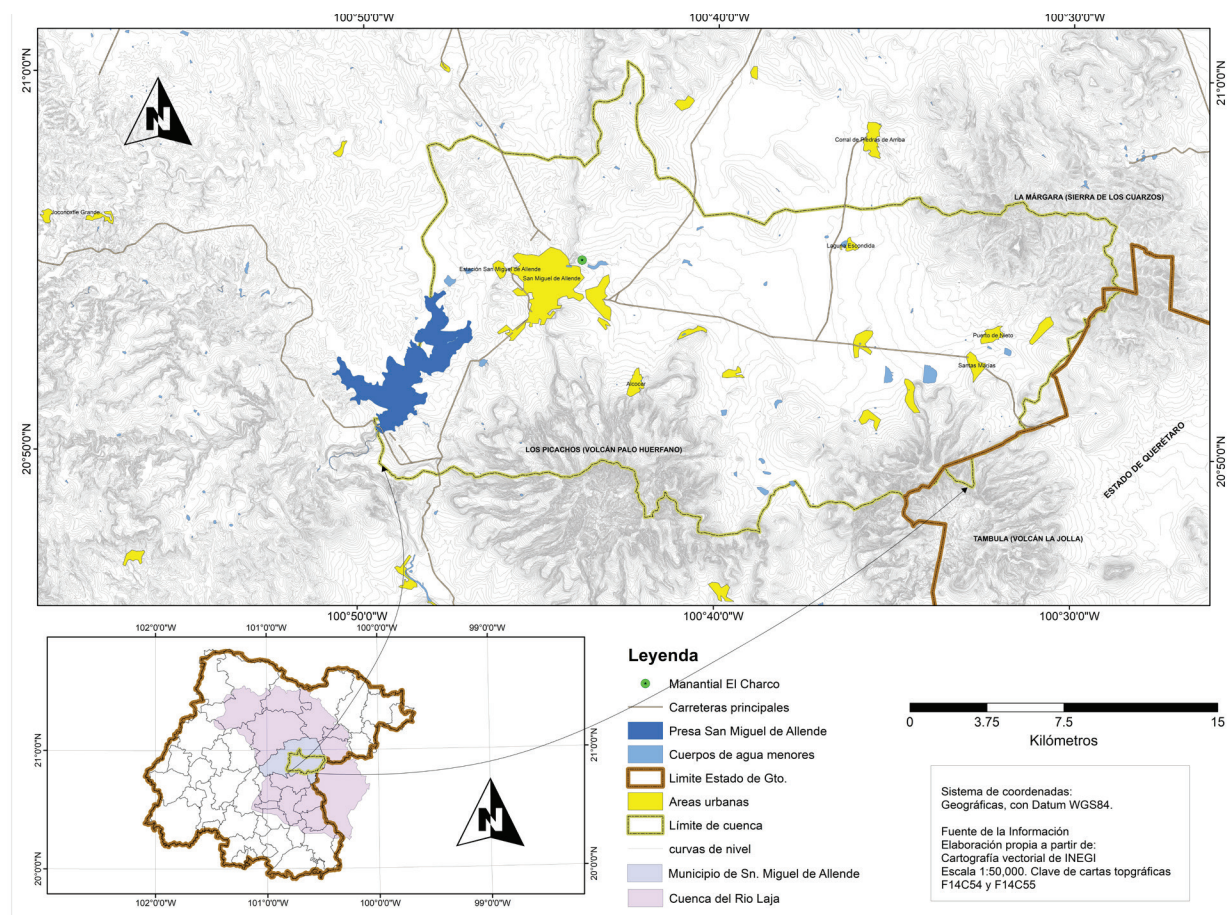 100°50'0"W
100°40'0"W
100°30'0"W
21°0'0"N
21°0'0"N
N
Corral de Piedras de Arriba
LA MÁRGARA (SIERRA DE LOS CUARZOS)
Joconoxtle Grande
Laguna Escondida
Estación San Miguel de Allende
San Miguel de Allende
Puerto de Nieto
Santas Marías
Alcocer
20°50'0"N
20°50'0"N
LOS PICACHOS (VOLCÁN PALO HUERFANO)
ESTADO DE QUERÉTARO
TAMBULA (VOLCÁN LA JOLLA)
100°50'0"W
100°40'0"W
100°30'0"W
102°0'0"W
101°0'0"W
100°0'0"W
99°0'0"W
21°0'0"N
21°0'0"N
20°0'0"N
20°0'0"N
102°0'0"W
101°0'0"W
100°0'0"W
99°0'0"W
N
Leyenda
Manantial El Charco
Carreteras principales
Presa San Miguel de Allende
Cuerpos de agua menores
Limite Estado de Gto.
Areas urbanas
Límite de cuenca
curvas de nivel
Municipio de Sn. Miguel de Allende
Cuenca del Rio Laja
0 3.75 7.5 15
Kilómetros
Sistema de coordenadas:
Geográficas, con Datum WGS84.
Fuente de la Información
Elaboración propia a partir de:
Cartografía vectorial de INEGI
Escala 1:50,000. Clave de cartas topgráficas
F14C54 y F14C55